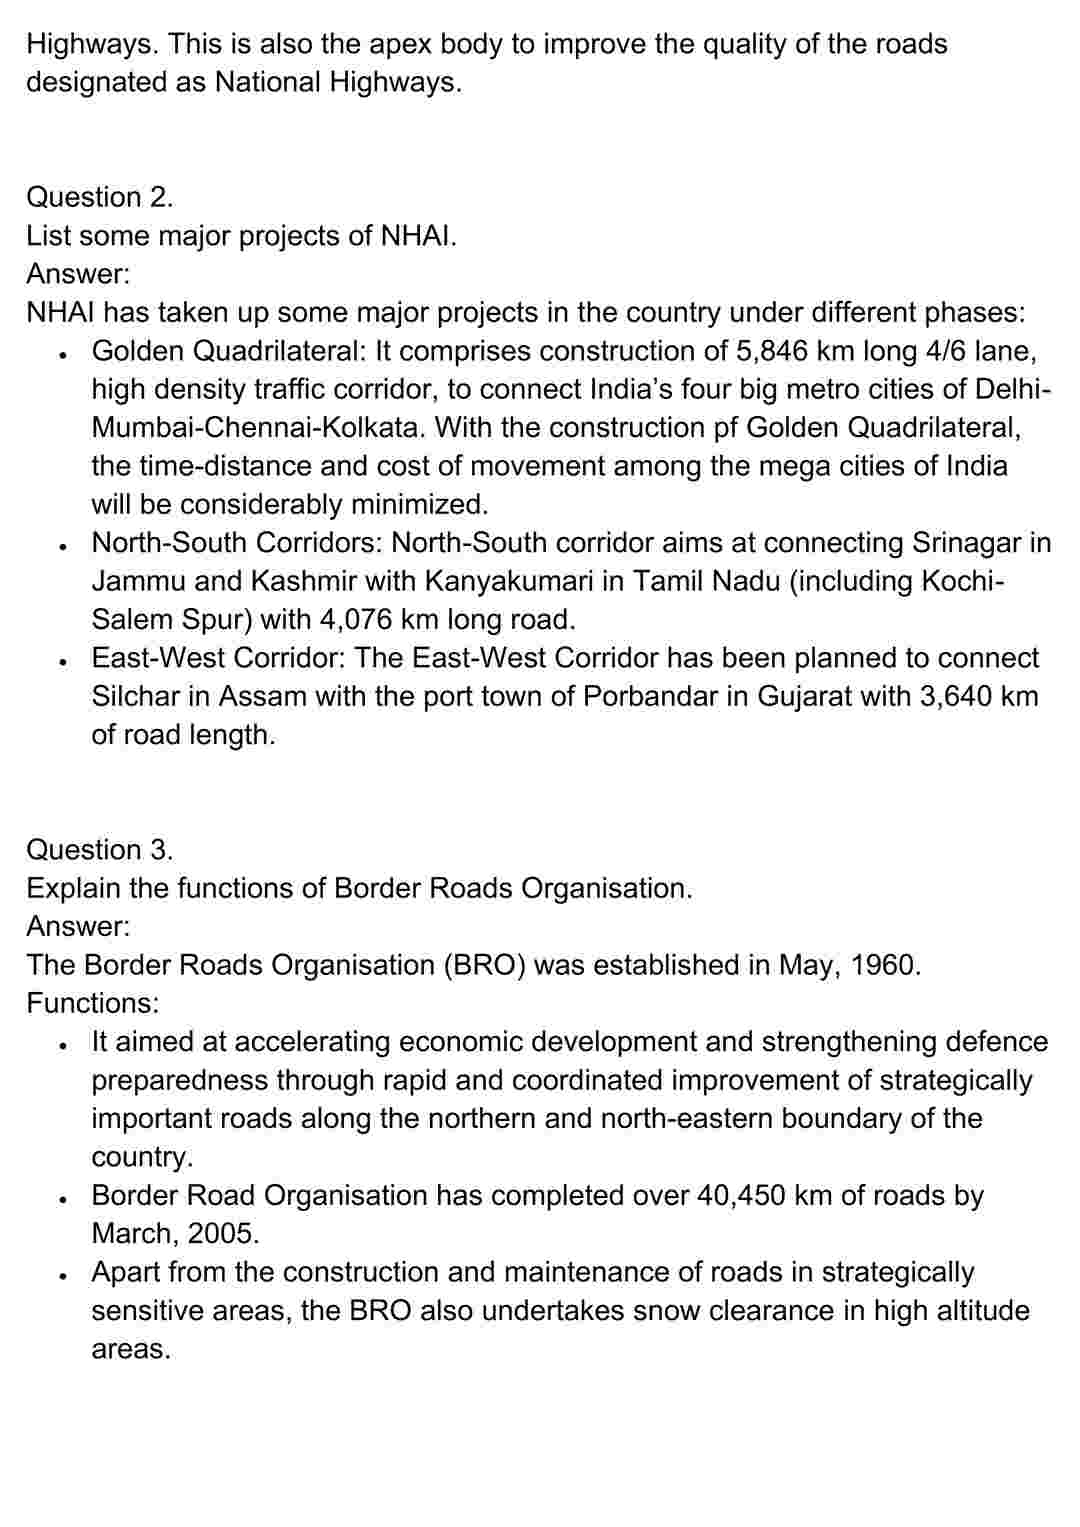 Highways. This is also the apex body to improve the quality of the roads
designated as National Highways.
Question 2.
List some major projects of NHAI.
Answer:
NHAI has taken up some major projects in the country under different phases:
• Golden Quadrilateral: It comprises construction of 5,846 km long 4/6 lane,
high density traffic corridor, to connect India’s four big metro cities of Delhi-
Mumbai-Chennai-Kolkata. With the construction pf Golden Quadrilateral,
the time-distance and cost of movement among the mega cities of India
will be considerably minimized.
• North-South Corridors: North-South corridor aims at connecting Srinagar in
Jammu and Kashmir with Kanyakumari in Tamil Nadu (including Kochi-
Salem Spur) with 4,076 km long road.
• East-West Corridor: The East-West Corridor has been planned to connect
Silchar in Assam with the port town of Porbandar in Gujarat with 3,640 km
of road length.
Question 3.
Explain the functions of Border Roads Organisation.
Answer:
The Border Roads Organisation (BRO) was established in May, 1960.
Functions:
• It aimed at accelerating economic development and strengthening defence
preparedness through rapid and coordinated improvement of strategically
important roads along the northern and north-eastern boundary of the
country.
• Border Road Organisation has completed over 40,450 km of roads by
March, 2005.
• Apart from the construction and maintenance of roads in strategically
sensitive areas, the BRO also undertakes snow clearance in high altitude
areas.